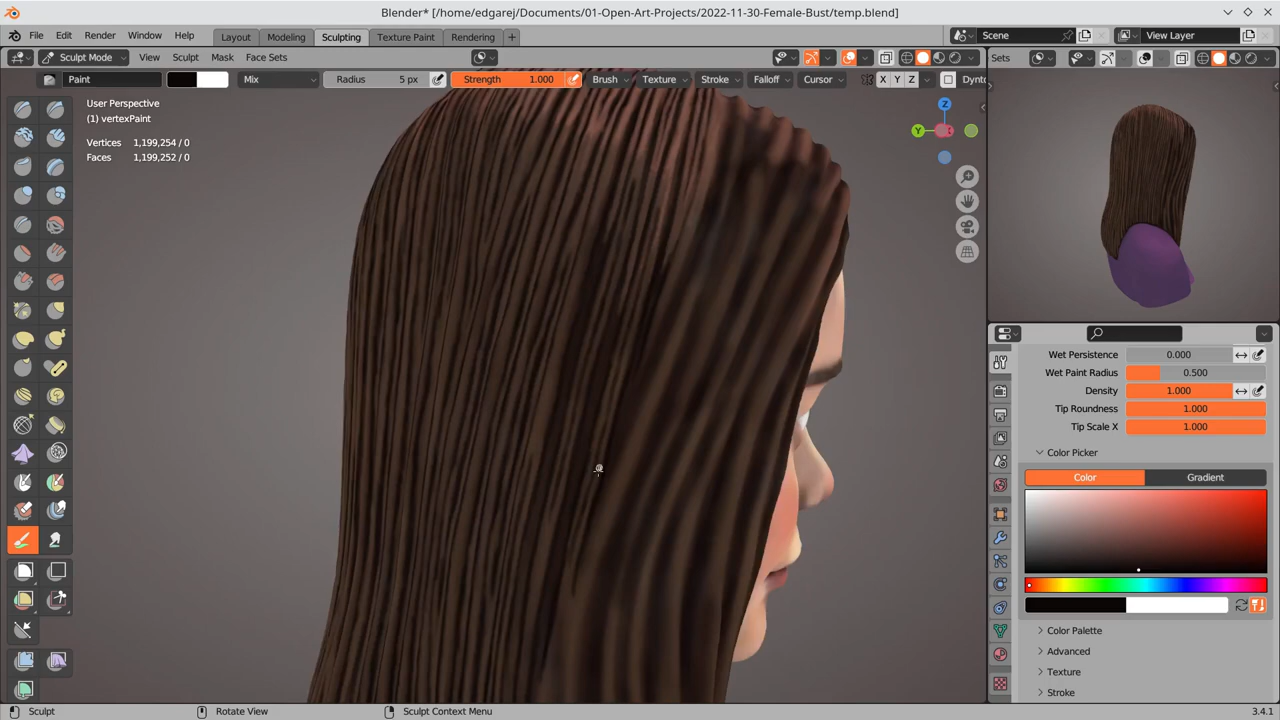 Blender* [/home/edgarej/Documents/01-Open-Art-Projects/2022-11-30-Female-Bust/temp.blend]
File Edit Render Window Help Layout Modeling Sculpting Texture Paint Rendering + Scene View Layer
Sculpt Mode View Sculpt Mask Face Sets Sets
Paint Mix Radius 5 px Strength 1.000 Brush Texture Stroke Falloff Cursor X Y Z Dynto
User Perspective
(1) vertexPaint
Vertices 1,199,254 / 0
Faces 1,199,252 / 0
Z
Y
Wet Persistence 0.000
Wet Paint Radius 0.500
Density 1.000
Tip Roundness 1.000
Tip Scale X 1.000
Color Picker
Color Gradient
Color Palette
Advanced
Texture
Stroke
Sculpt Rotate View Sculpt Context Menu 3.4.1